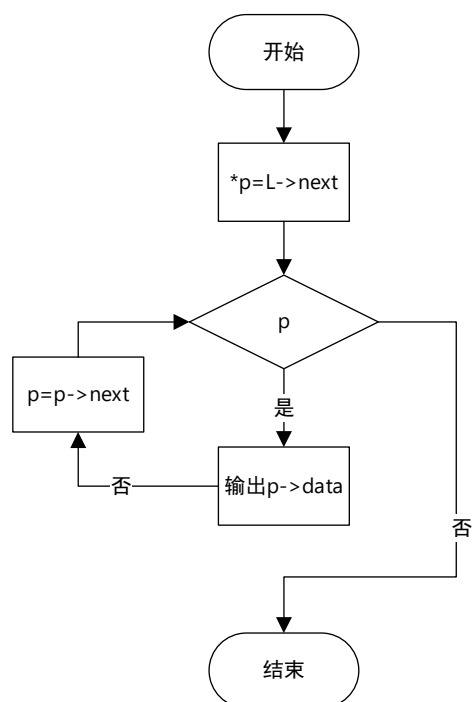 开始
*p=L->next
p
p=p->next
是
否
输出p->data
否
结束